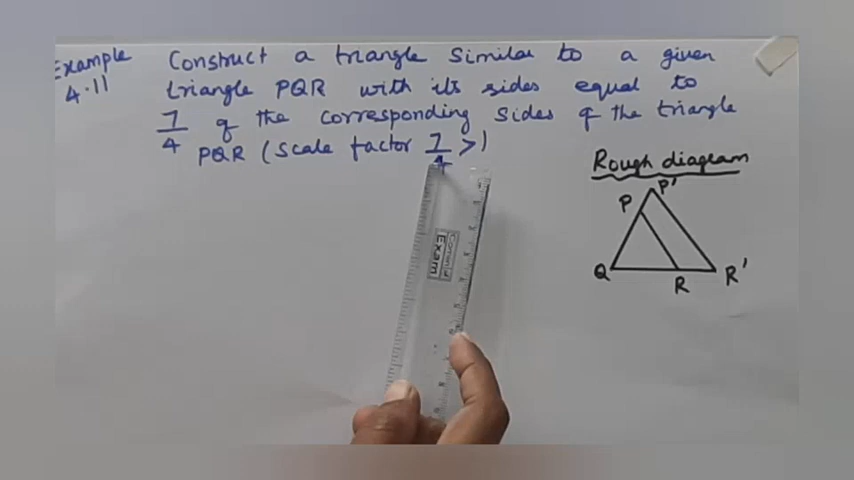 Example
4.11
Construct a triangle Similar to a given
triangle PQR with its sides equal to
7/4 of the corresponding Sides of the triangle
PQR (Scale factor 7/4 > 1
Rough diagram
P'
P
Q
R
R'
Exam